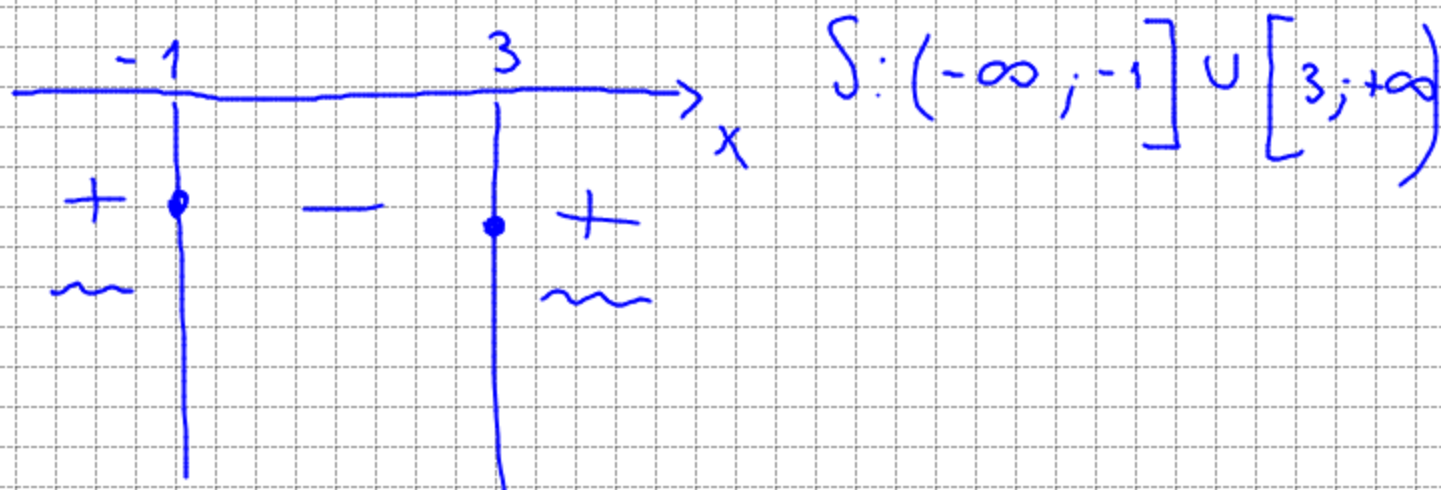 -1 3 S: (-∞; -1] ∪ [3; +∞)
x
+ − +